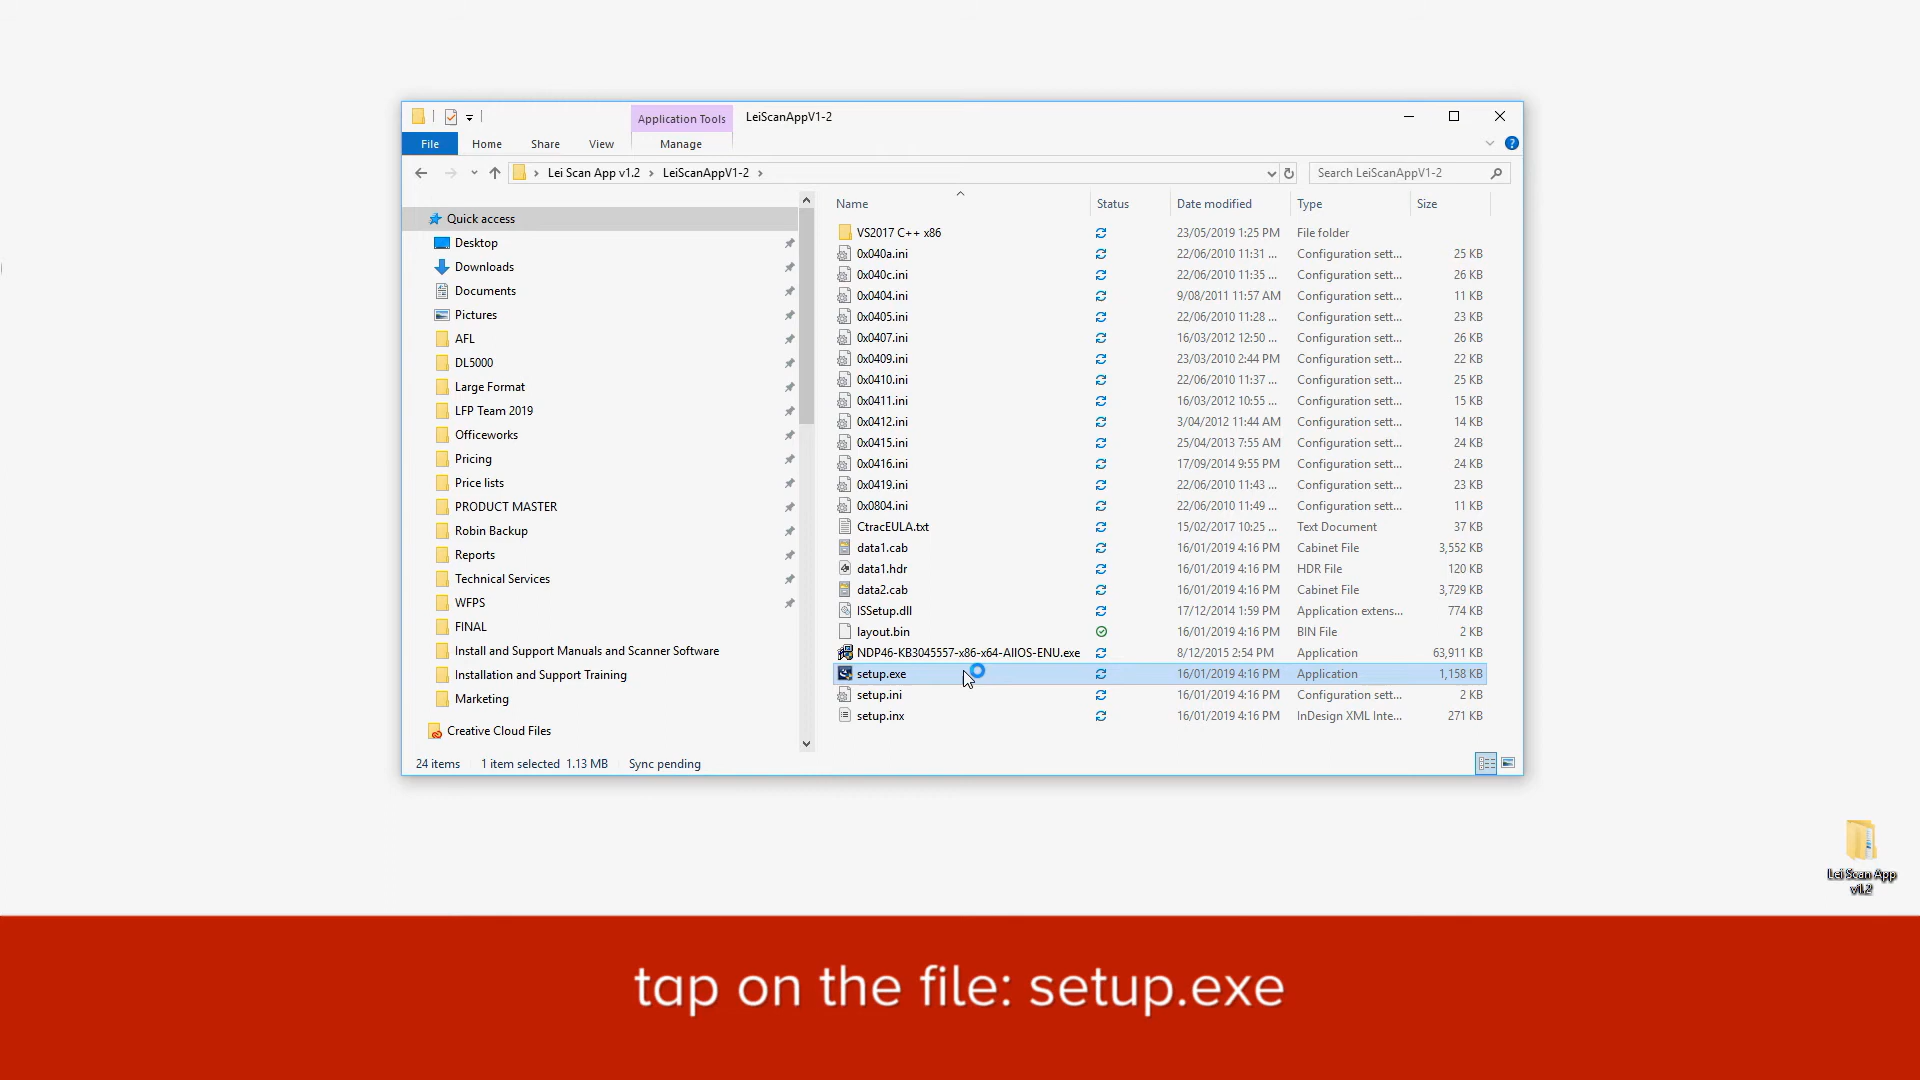 Application Tools LeiScanAppV1-2
File Home Share View Manage
Lei Scan App v1.2 LeiScanAppV1-2 Search LeiScanAppV1-2
Quick access
Desktop
Downloads
Documents
Pictures
AFL
DL5000
Large Format
LFP Team 2019
Officeworks
Pricing
Price lists
PRODUCT MASTER
Robin Backup
Reports
Technical Services
WFPS
FINAL
Install and Support Manuals and Scanner Software
Installation and Support Training
Marketing
Creative Cloud Files
Name Status Date modified Type Size
VS2017 C++ x86 23/05/2019 1:25 PM File folder
0x040a.ini 22/06/2010 11:31 ... Configuration sett... 25 KB
0x040c.ini 22/06/2010 11:35 ... Configuration sett... 26 KB
0x0404.ini 9/08/2011 11:57 AM Configuration sett... 11 KB
0x0405.ini 22/06/2010 11:28 ... Configuration sett... 23 KB
0x0407.ini 16/03/2012 12:50 ... Configuration sett... 26 KB
0x0409.ini 23/03/2010 2:44 PM Configuration sett... 22 KB
0x0410.ini 22/06/2010 11:37 ... Configuration sett... 25 KB
0x0411.ini 16/03/2012 10:55 ... Configuration sett... 15 KB
0x0412.ini 3/04/2012 11:44 AM Configuration sett... 14 KB
0x0415.ini 25/04/2013 7:55 AM Configuration sett... 24 KB
0x0416.ini 17/09/2014 9:55 PM Configuration sett... 24 KB
0x0419.ini 22/06/2010 11:43 ... Configuration sett... 23 KB
0x0804.ini 22/06/2010 11:49 ... Configuration sett... 11 KB
CtracEULA.txt 15/02/2017 10:25 ... Text Document 37 KB
data1.cab 16/01/2019 4:16 PM Cabinet File 3,552 KB
data1.hdr 16/01/2019 4:16 PM HDR File 120 KB
data2.cab 16/01/2019 4:16 PM Cabinet File 3,729 KB
ISSetup.dll 17/12/2014 1:59 PM Application extens... 774 KB
layout.bin 16/01/2019 4:16 PM BIN File 2 KB
NDP46-KB3045557-x86-x64-AllOS-ENU.exe 8/12/2015 2:54 PM Application 63,911 KB
setup.exe 16/01/2019 4:16 PM Application 1,158 KB
setup.ini 16/01/2019 4:16 PM Configuration sett... 2 KB
setup.inx 16/01/2019 4:16 PM InDesign XML Inte... 271 KB
24 items 1 item selected 1.13 MB Sync pending
Lei Scan App
v1.2
tap on the file: setup.exe